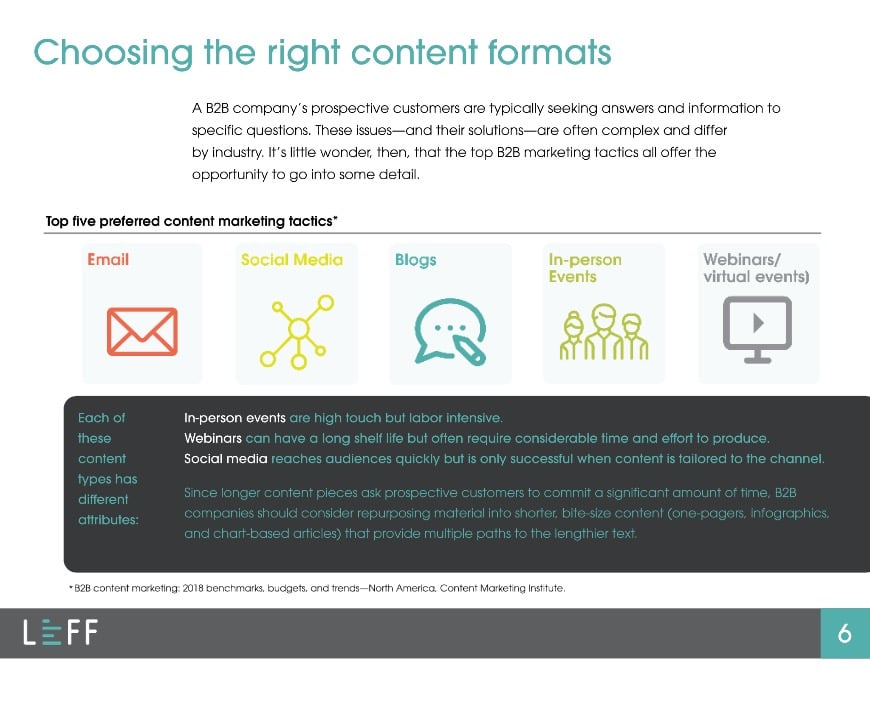 Choosing the right content formats
A B2B company's prospective customers are typically seeking answers and information to
specific questions. These issues—and their solutions—are often complex and differ
by industry. It's little wonder, then, that the top B2B marketing tactics all offer the
opportunity to go into some detail.
Top five preferred content marketing tactics*
Email
Social Media
Blogs
In-person
Events
Webinars/
virtual events)
Each of
these
content
types has
different
attributes:
In-person events are high touch but labor intensive.
Webinars can have a long shelf life but often require considerable time and effort to produce.
Social media reaches audiences quickly but is only successful when content is tailored to the channel.
Since longer content pieces ask prospective customers to commit a significant amount of time, B2B
companies should consider repurposing material into shorter, bite-size content (one-pagers, infographics,
and chart-based articles) that provide multiple paths to the lengthier text.
*B2B content marketing: 2018 benchmarks, budgets, and trends—North America, Content Marketing Institute.
LEFF
6